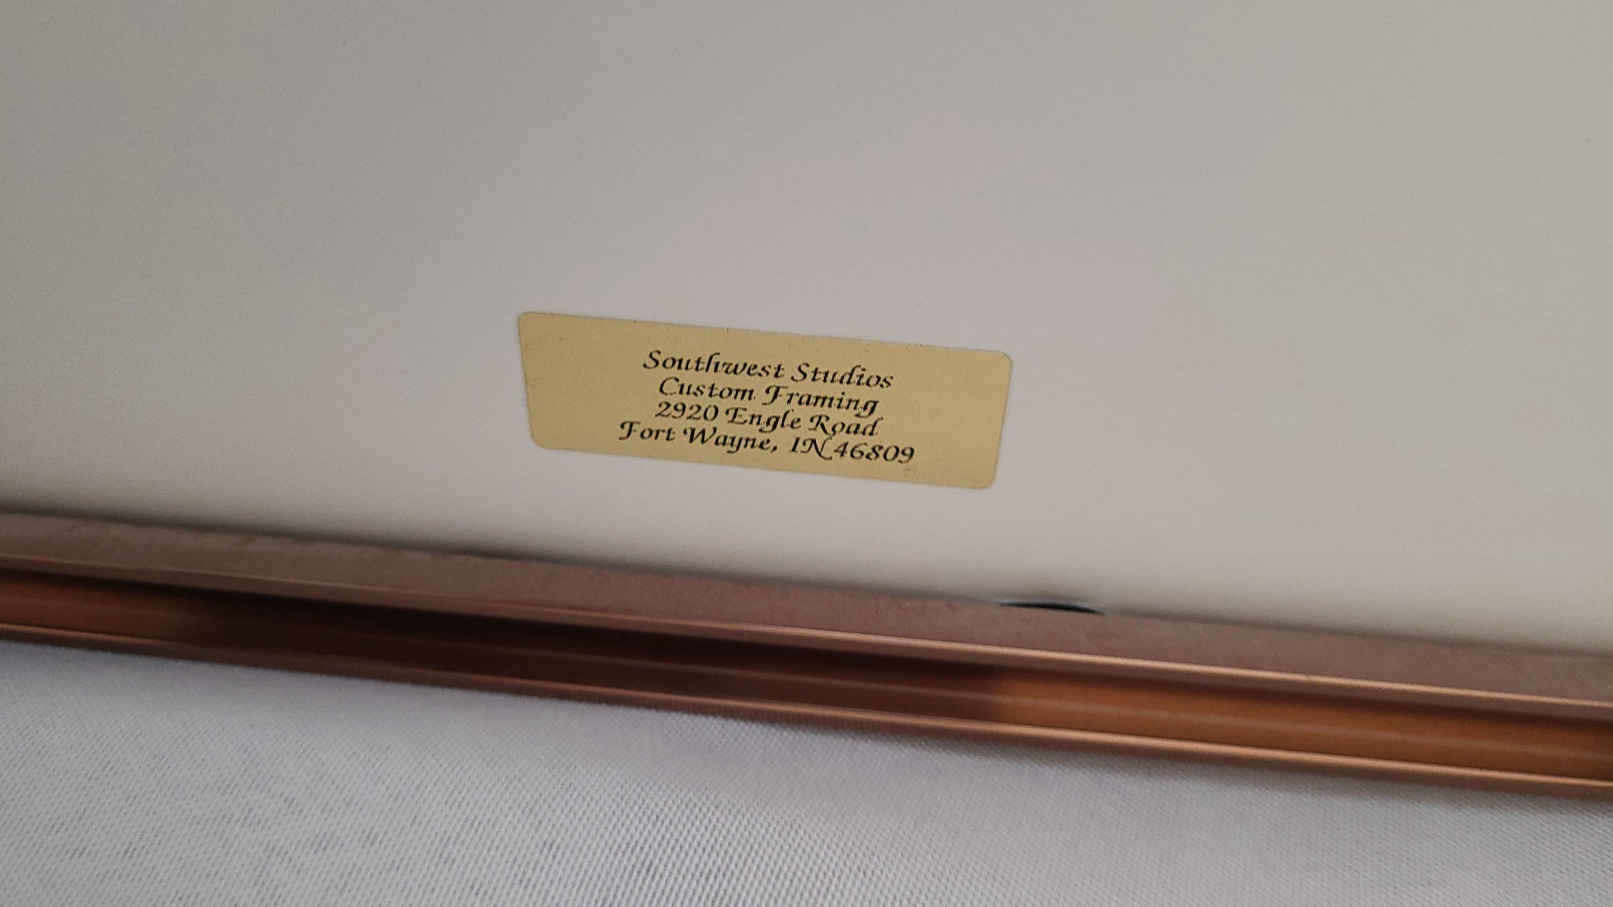 Southwest Studios
Custom Framing
2920 Engle Road
Fort Wayne, IN 46809